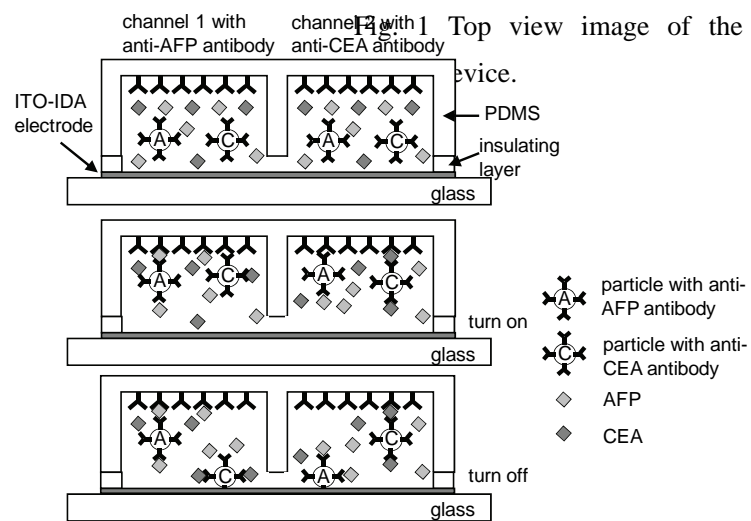 channel 1 with
anti-AFP antibody
channel 2 with
anti-CEA antibody
Fig. 1 Top view image of the
evice.
ITO-IDA
electrode
PDMS
insulating
layer
A
C
A
C
glass
A
C
A
C
turn on
glass
A
C
C
A
turn off
glass
A
particle with anti-
AFP antibody
C
particle with anti-
CEA antibody
AFP
CEA